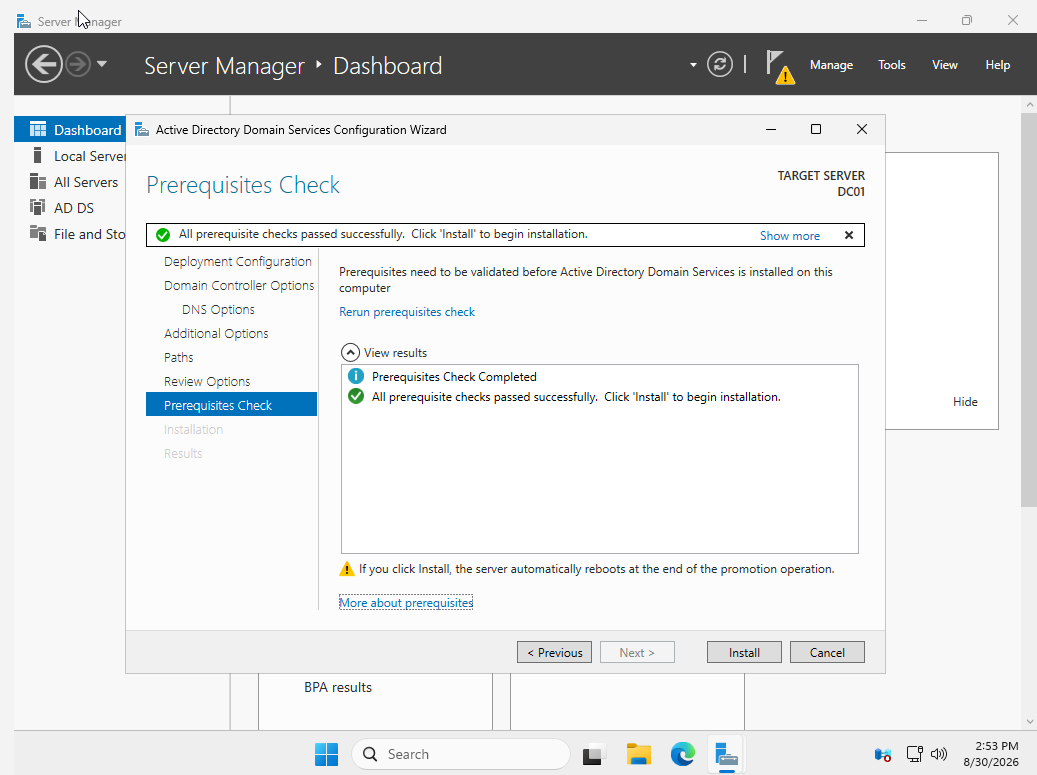 Server Manager
Server Manager ‣ Dashboard
Manage
Tools
View
Help
Dashboard
Local Server
All Servers
AD DS
File and Sto
Active Directory Domain Services Configuration Wizard
Prerequisites Check
TARGET SERVER
DC01
All prerequisite checks passed successfully.  Click 'Install' to begin installation.
Show more
Deployment Configuration
Domain Controller Options
DNS Options
Additional Options
Paths
Review Options
Prerequisites Check
Installation
Results
Prerequisites need to be validated before Active Directory Domain Services is installed on this
computer
Rerun prerequisites check
View results
Prerequisites Check Completed
All prerequisite checks passed successfully.  Click 'Install' to begin installation.
If you click Install, the server automatically reboots at the end of the promotion operation.
More about prerequisites
< Previous
Next >
Install
Cancel
Hide
BPA results
Search
2:53 PM
8/30/2026